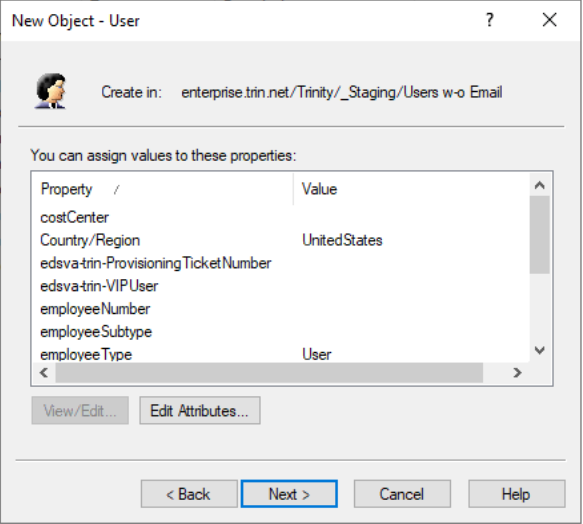 New Object - User
Create in: enterprise.trin.net/Trinity/_Staging/Users w-o Email
You can assign values to these properties:
Property Value
costCenter
Country/Region United States
edsva-trin-ProvisioningTicketNumber
edsva-trin-VIPUser
employeeNumber
employeeSubtype
employeeType User
View/Edit... Edit Attributes...
< Back Next > Cancel Help